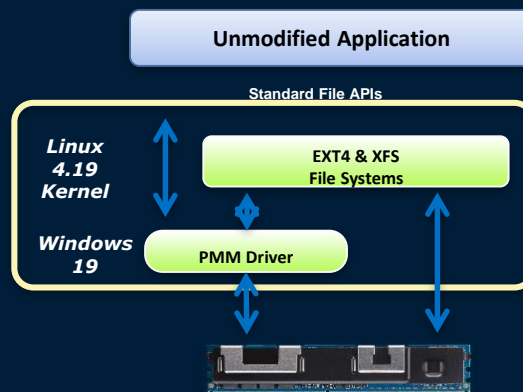 Unmodified Application
Standard File APIs
Linux
4.19
Kernel
EXT4 & XFS
File Systems
Windows
19
PMM Driver